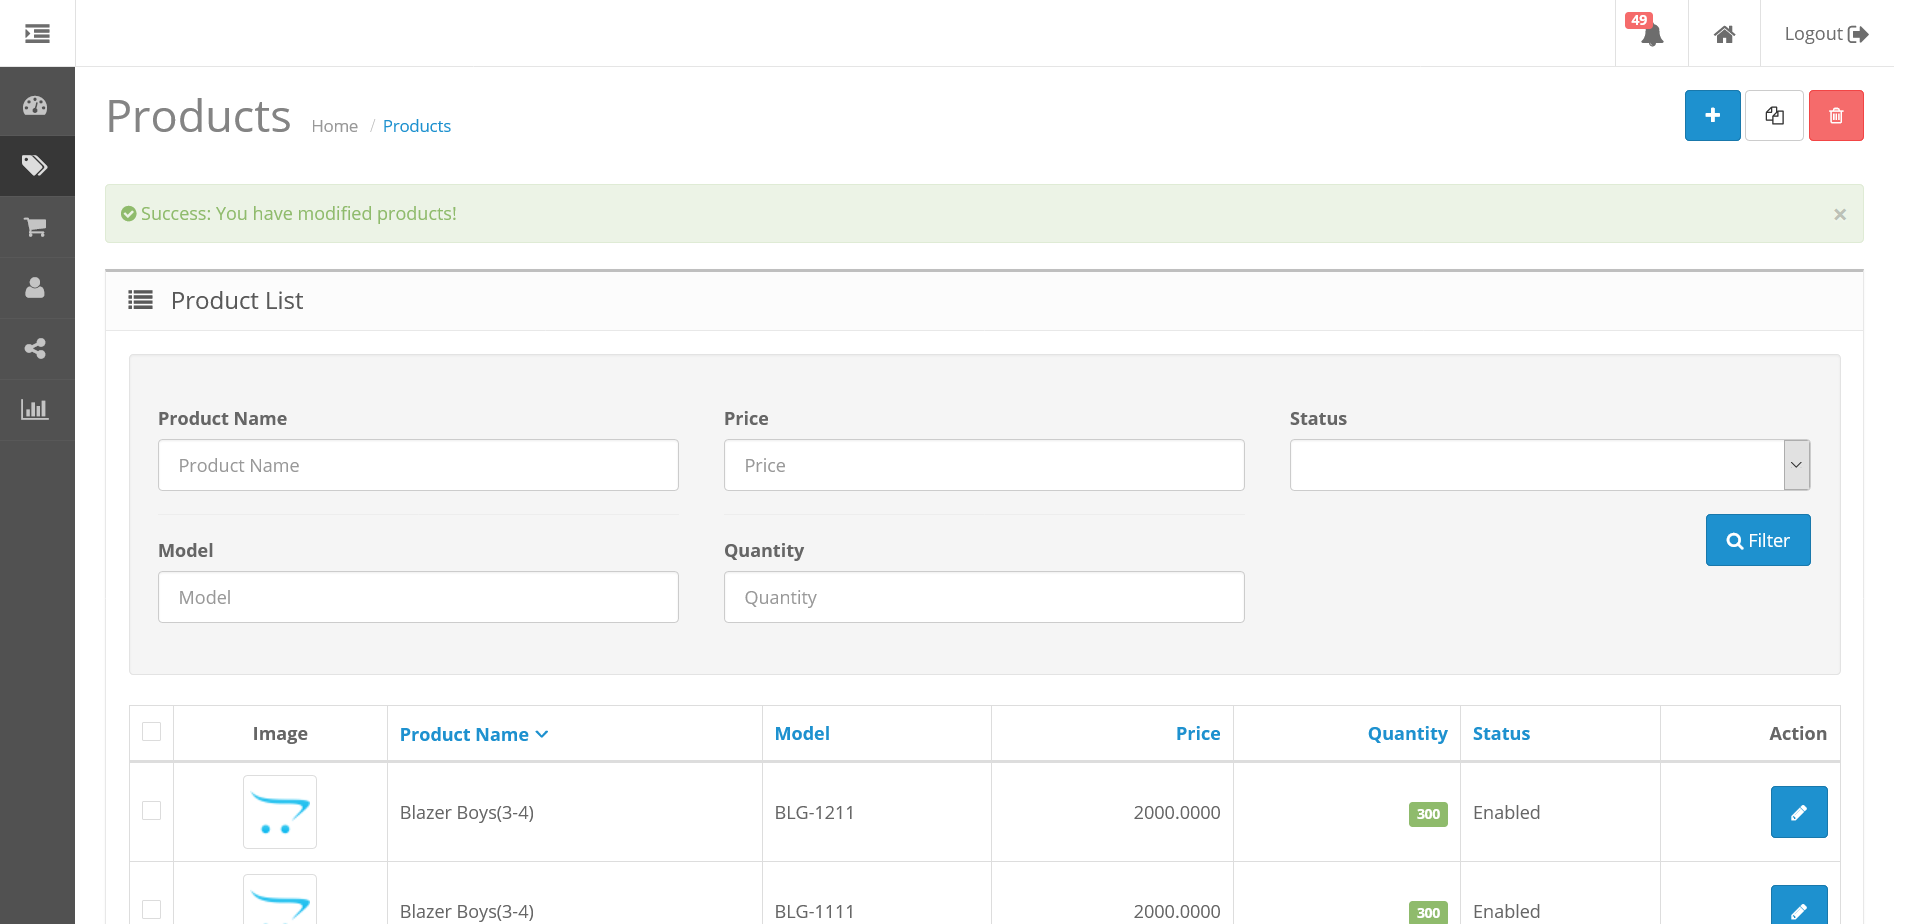 49
Logout
Products
Home / Products
Success: You have modified products!
×
Product List
Product Name
Price
Status
Product Name
Price
Model
Quantity
Filter
Model
Quantity
Image Product Name Model Price Quantity Status Action
Blazer Boys(3-4) BLG-1211 2000.0000 300 Enabled
Blazer Boys(3-4) BLG-1111 2000.0000 300 Enabled